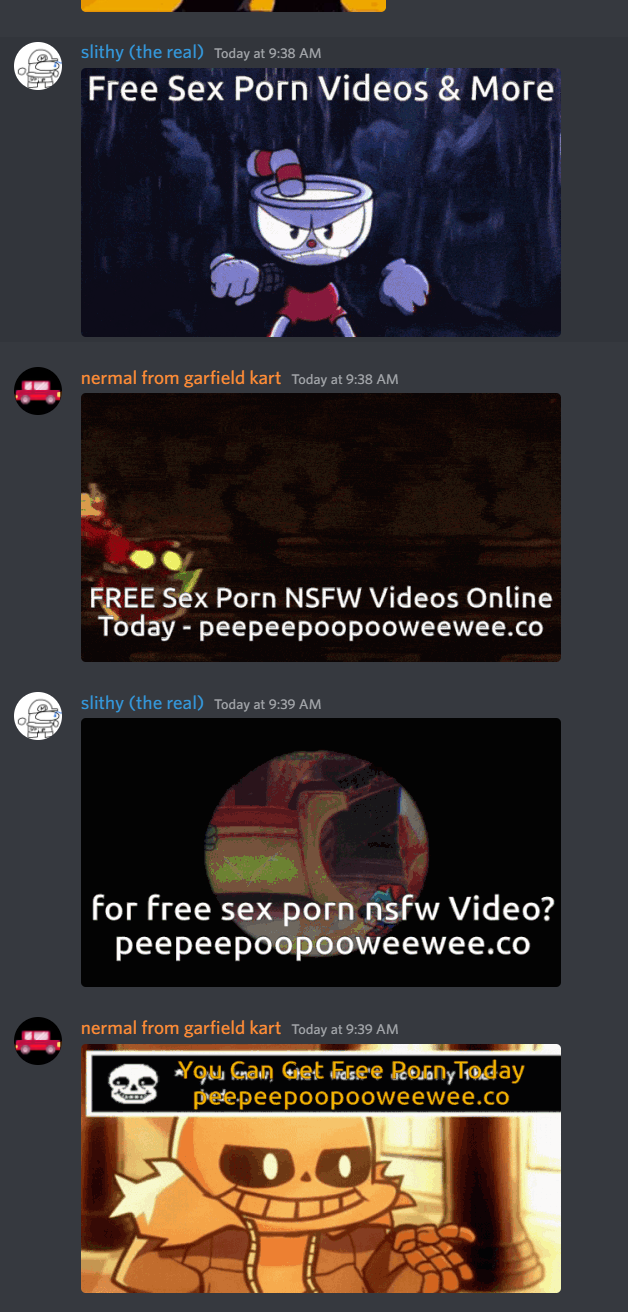 slithy (the real) Today at 9:38 AM
Free Sex Porn Videos & More
nermal from garfield kart Today at 9:38 AM
FREE Sex Porn NSFW Videos Online
Today - peepeepoopooweewee.co
slithy (the real) Today at 9:39 AM
for free sex porn nsfw Video?
peepeepoopooweewee.co
nermal from garfield kart Today at 9:39 AM
You Can Get Free Porn Today
* you know, that wasn't actually
peepeepoopooweewee.co